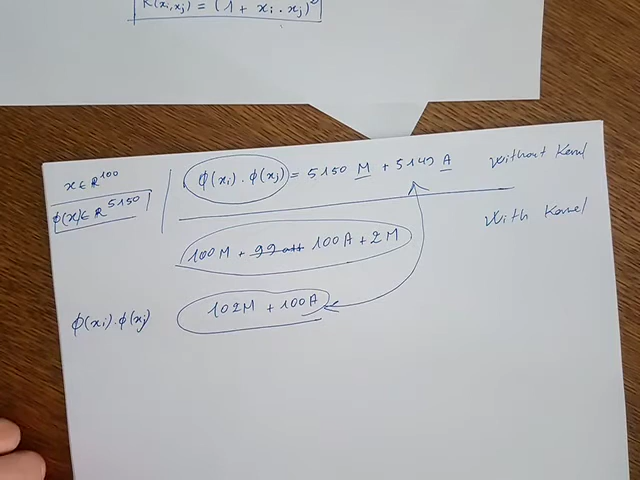 K(xi,xj) = (1 + xi . xj)²
x ∈ R¹⁰⁰
ϕ(x) ∈ R⁵¹⁵⁰
ϕ(xi) . ϕ(xj) = 5150 M + 5149 A
Without Kernel
With Kernel
100M + 99 100A + 2M
ϕ(xi).ϕ(xj)
102M + 100A